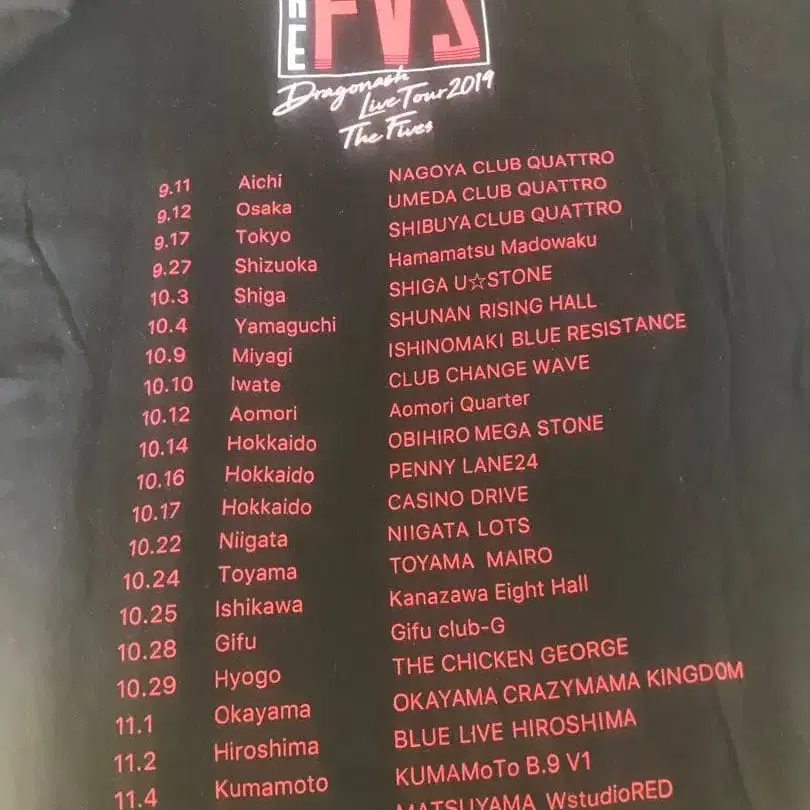 FVS
Dragonash
Live Tour 2019
The Fives
9.11 Aichi NAGOYA CLUB QUATTRO
9.12 Osaka UMEDA CLUB QUATTRO
9.17 Tokyo SHIBUYA CLUB QUATTRO
9.27 Shizuoka Hamamatsu Madowaku
10.3 Shiga SHIGA U☆STONE
10.4 Yamaguchi SHUNAN RISING HALL
10.9 Miyagi ISHINOMAKI BLUE RESISTANCE
10.10 Iwate CLUB CHANGE WAVE
10.12 Aomori Aomori Quarter
10.14 Hokkaido OBIHIRO MEGA STONE
10.16 Hokkaido PENNY LANE24
10.17 Hokkaido CASINO DRIVE
10.22 Niigata NIIGATA LOTS
10.24 Toyama TOYAMA MAIRO
10.25 Ishikawa Kanazawa Eight Hall
10.28 Gifu Gifu club-G
10.29 Hyogo THE CHICKEN GEORGE
11.1 Okayama OKAYAMA CRAZYMAMA KINGDOM
11.2 Hiroshima BLUE LIVE HIROSHIMA
11.4 Kumamoto KUMAMoTo B.9 V1
MATSUYAMA WstudioRED